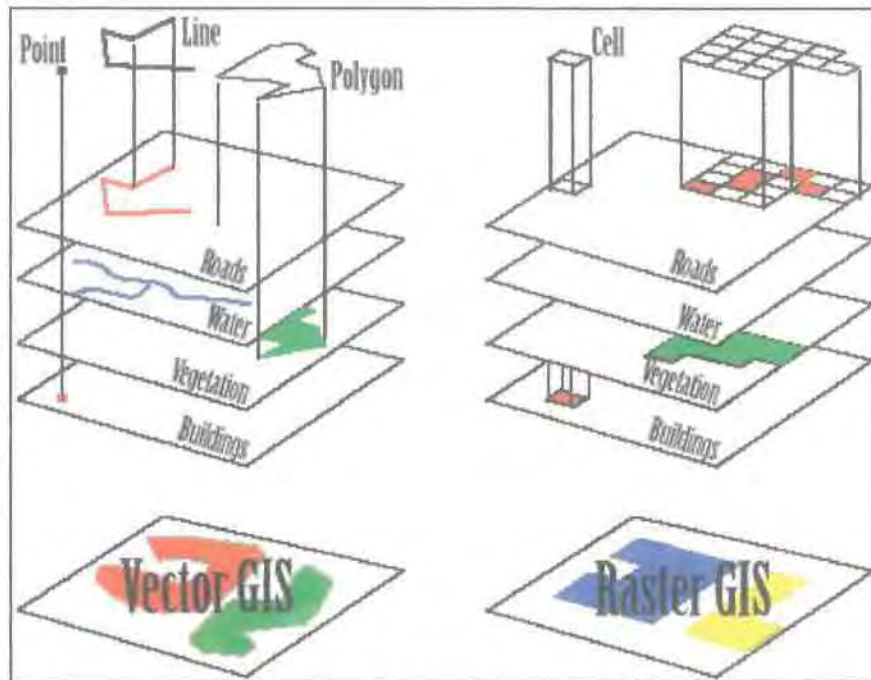 Point
Line
Polygon
Roads
Water
Vegetation
Buildings
Vector GIS
Cell
Roads
Water
Vegetation
Buildings
Raster GIS